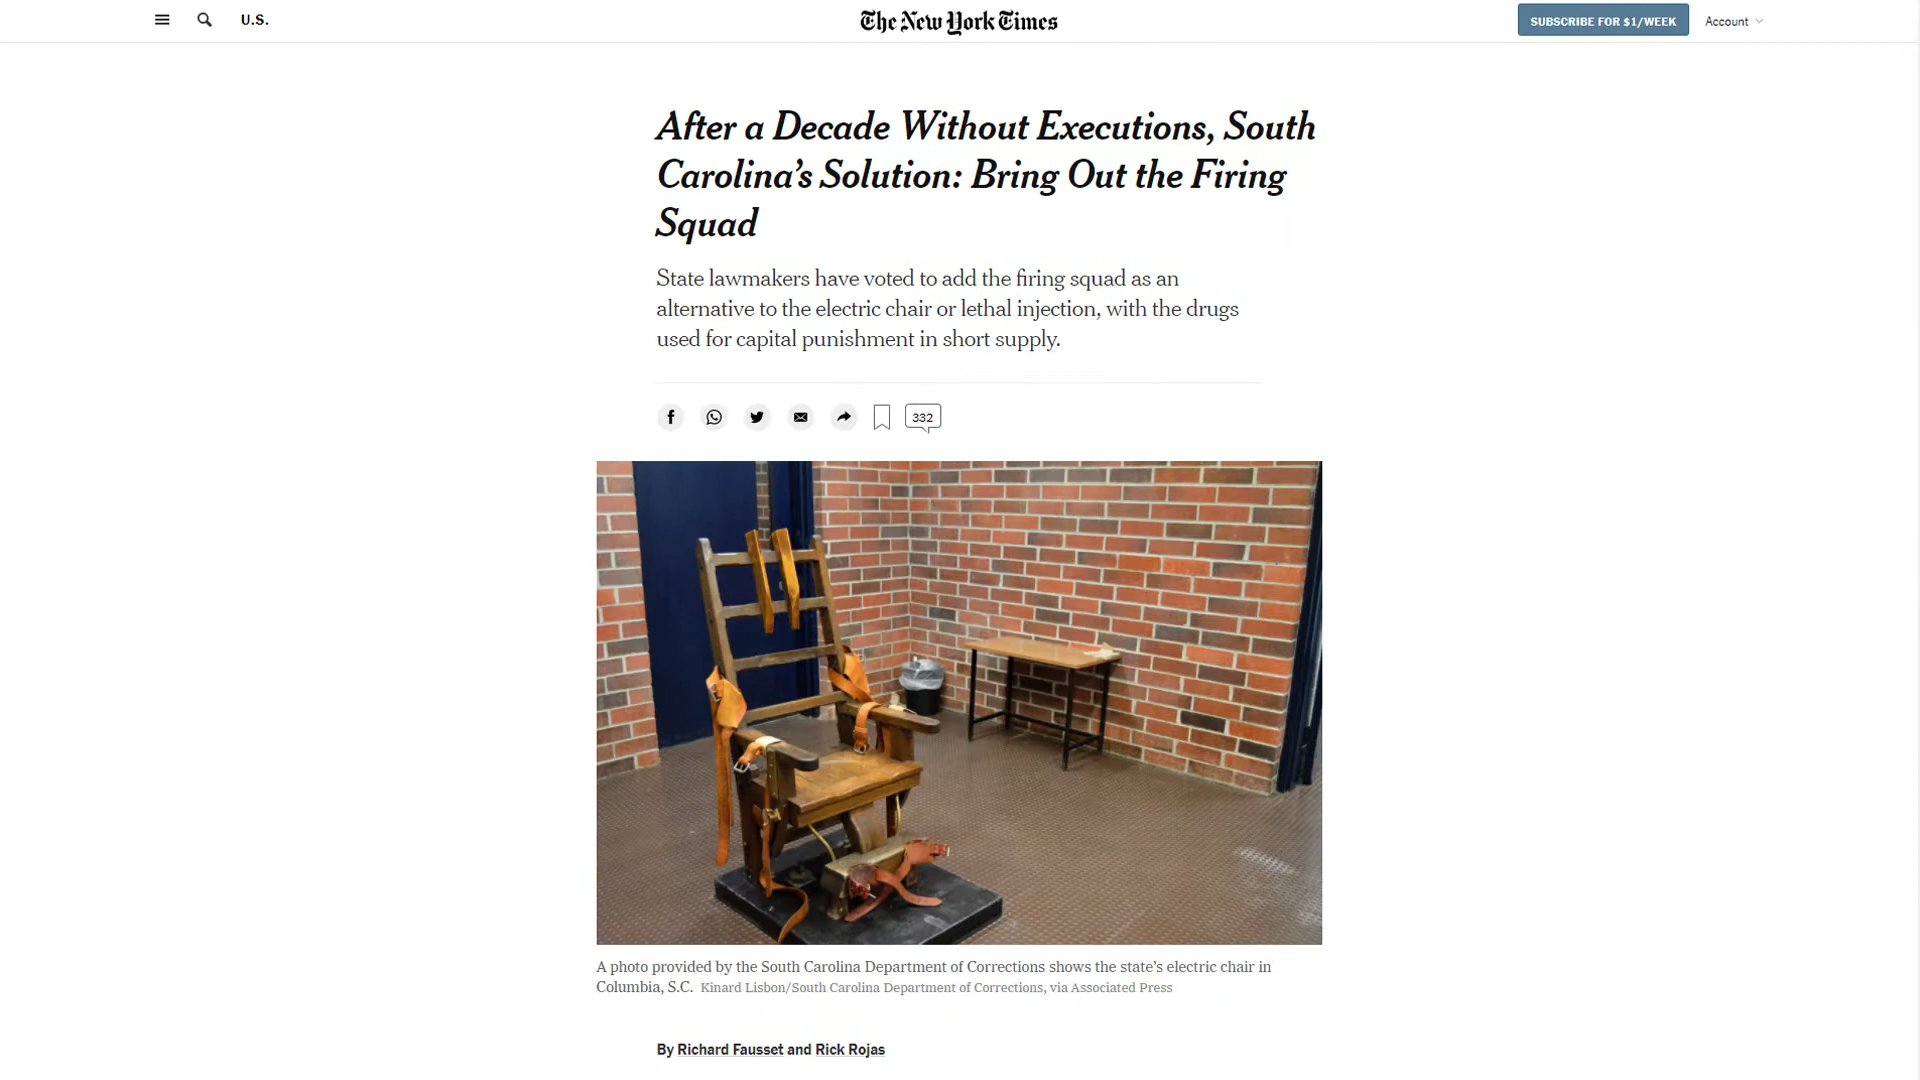 U.S.
The New York Times
SUBSCRIBE FOR $1/WEEK
Account
After a Decade Without Executions, South
Carolina’s Solution: Bring Out the Firing
Squad
State lawmakers have voted to add the firing squad as an
alternative to the electric chair or lethal injection, with the drugs
used for capital punishment in short supply.
332
A photo provided by the South Carolina Department of Corrections shows the state’s electric chair in
Columbia, S.C. Kinard Lisbon/South Carolina Department of Corrections, via Associated Press
By Richard Fausset and Rick Rojas